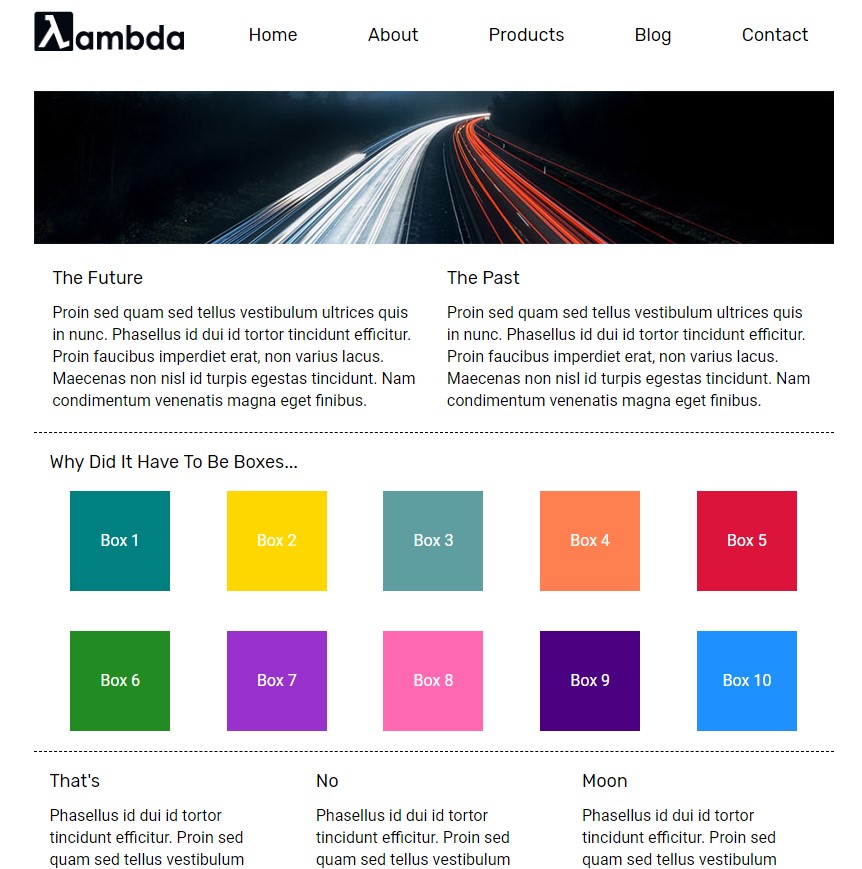 λambda
Home About Products Blog Contact
The Future
Proin sed quam sed tellus vestibulum ultrices quis
in nunc. Phasellus id dui id tortor tincidunt efficitur.
Proin faucibus imperdiet erat, non varius lacus.
Maecenas non nisl id turpis egestas tincidunt. Nam
condimentum venenatis magna eget finibus.
The Past
Proin sed quam sed tellus vestibulum ultrices quis
in nunc. Phasellus id dui id tortor tincidunt efficitur.
Proin faucibus imperdiet erat, non varius lacus.
Maecenas non nisl id turpis egestas tincidunt. Nam
condimentum venenatis magna eget finibus.
Why Did It Have To Be Boxes...
Box 1 Box 2 Box 3 Box 4 Box 5
Box 6 Box 7 Box 8 Box 9 Box 10
That's
Phasellus id dui id tortor
tincidunt efficitur. Proin sed
quam sed tellus vestibulum
No
Phasellus id dui id tortor
tincidunt efficitur. Proin sed
quam sed tellus vestibulum
Moon
Phasellus id dui id tortor
tincidunt efficitur. Proin sed
quam sed tellus vestibulum